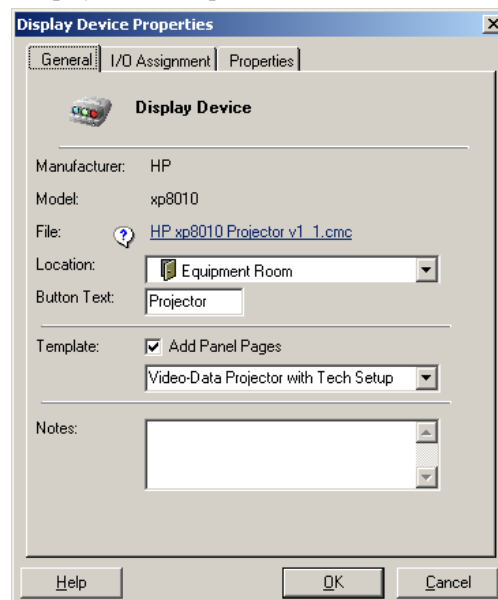 Display Device Properties
General I/O Assignment Properties
Display Device
Manufacturer: HP
Model: xp8010
File: HP xp8010 Projector v1_1.cmc
Location: Equipment Room
Button Text: Projector
Template: Add Panel Pages
Video-Data Projector with Tech Setup
Notes:
Help OK Cancel